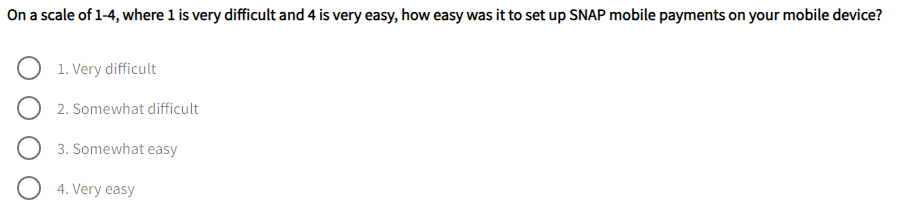 On a scale of 1-4, where 1 is very difficult and 4 is very easy, how easy was it to set up SNAP mobile payments on your mobile device?
1. Very difficult
2. Somewhat difficult
3. Somewhat easy
4. Very easy